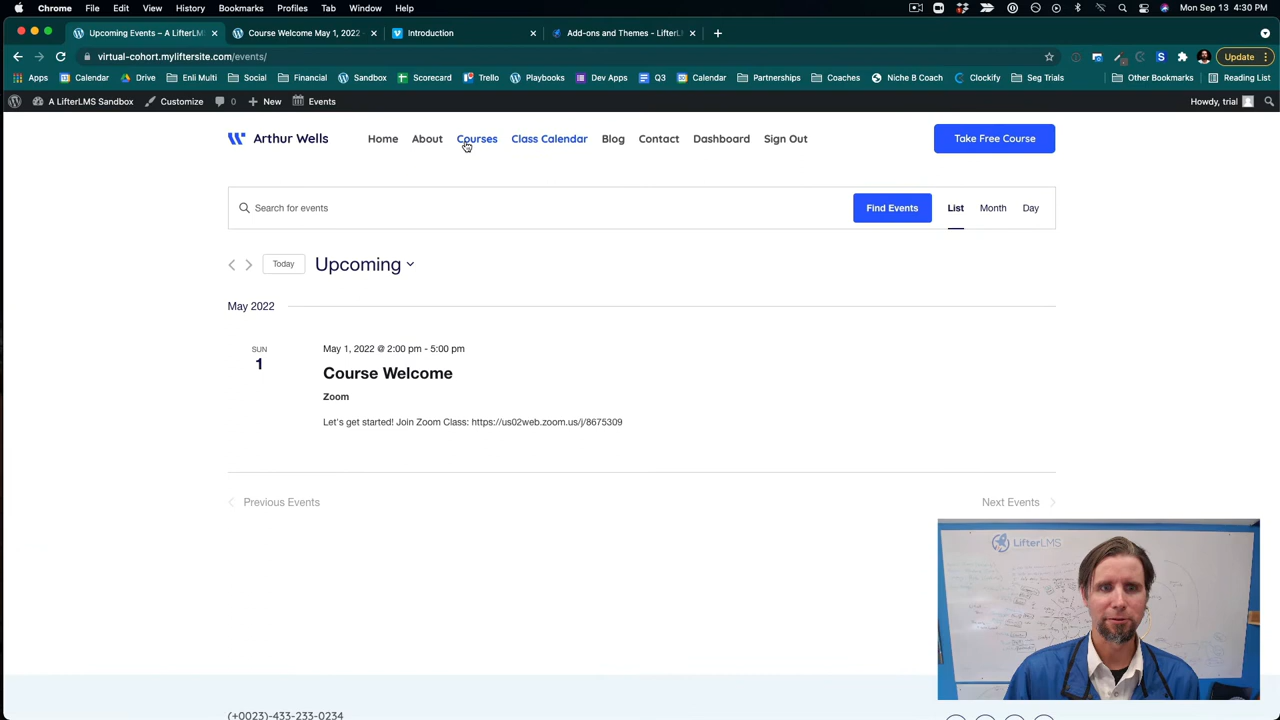 Chrome File Edit View History Bookmarks Profiles Tab Window Help Mon Sep 13 4:30 PM
Upcoming Events – A LifterLM Course Welcome May 1, 2022 - Introduction Add-ons and Themes - LifterL
virtual-cohort.myliftersite.com/events/ Update
Apps Calendar Drive Enli Multi Social Financial Sandbox Scorecard Trello Playbooks Dev Apps Q3 Calendar Partnerships Coaches Niche B Coach Clockify Seg Trials Other Bookmarks Reading List
A LifterLMS Sandbox Customize 0 New Events Howdy, trial
Arthur Wells Home About Courses Class Calendar Blog Contact Dashboard Sign Out Take Free Course
Search for events Find Events List Month Day
Today Upcoming
May 2022
SUN
1
May 1, 2022 @ 2:00 pm - 5:00 pm
Course Welcome
Zoom
Let's get started! Join Zoom Class: https://us02web.zoom.us/j/8675309
Previous Events Next Events
LifterLMS
(+0023)-433-233-0234